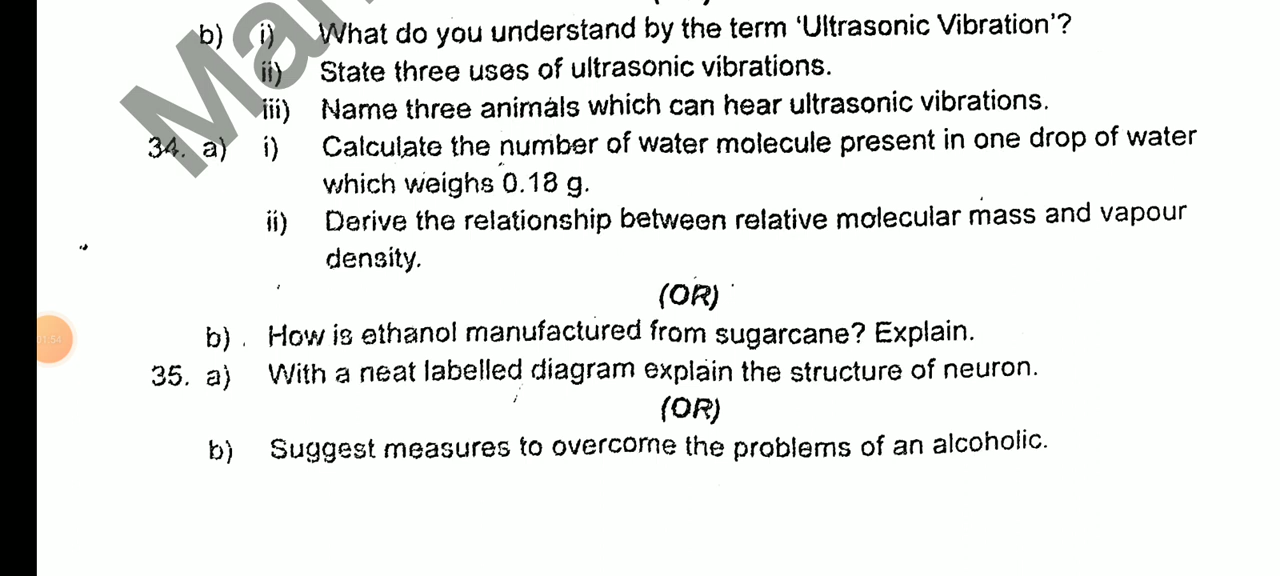 b) i) What do you understand by the term 'Ultrasonic Vibration'?
ii) State three uses of ultrasonic vibrations.
iii) Name three animals which can hear ultrasonic vibrations.
34. a) i) Calculate the number of water molecule present in one drop of water
which weighs 0.18 g.
ii) Derive the relationship between relative molecular mass and vapour
density.
(OR)
b) . How is ethanol manufactured from sugarcane? Explain.
01:54
35. a) With a neat labelled diagram explain the structure of neuron.
(OR)
b) Suggest measures to overcome the problems of an alcoholic.